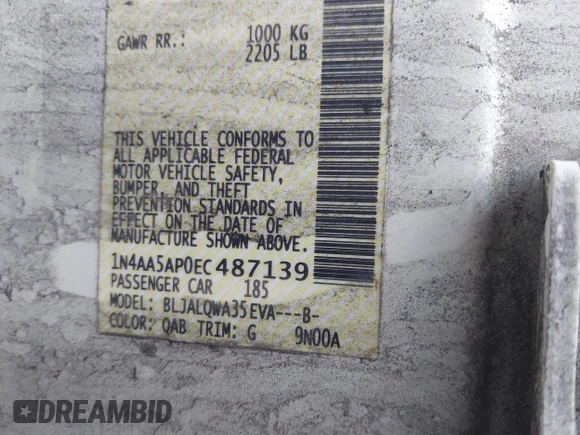 GAWR RR.: 1000 KG
2205 LB
THIS VEHICLE CONFORMS TO
ALL APPLICABLE FEDERAL
MOTOR VEHICLE SAFETY,
BUMPER, AND THEFT
PREVENTION STANDARDS IN
EFFECT ON THE DATE OF
MANUFACTURE SHOWN ABOVE.
1N4AA5AP0EC487139
PASSENGER CAR 185
MODEL: BLJALQWA35EVA---B-
COLOR: QAB TRIM: G 9N00A
DREAMBID